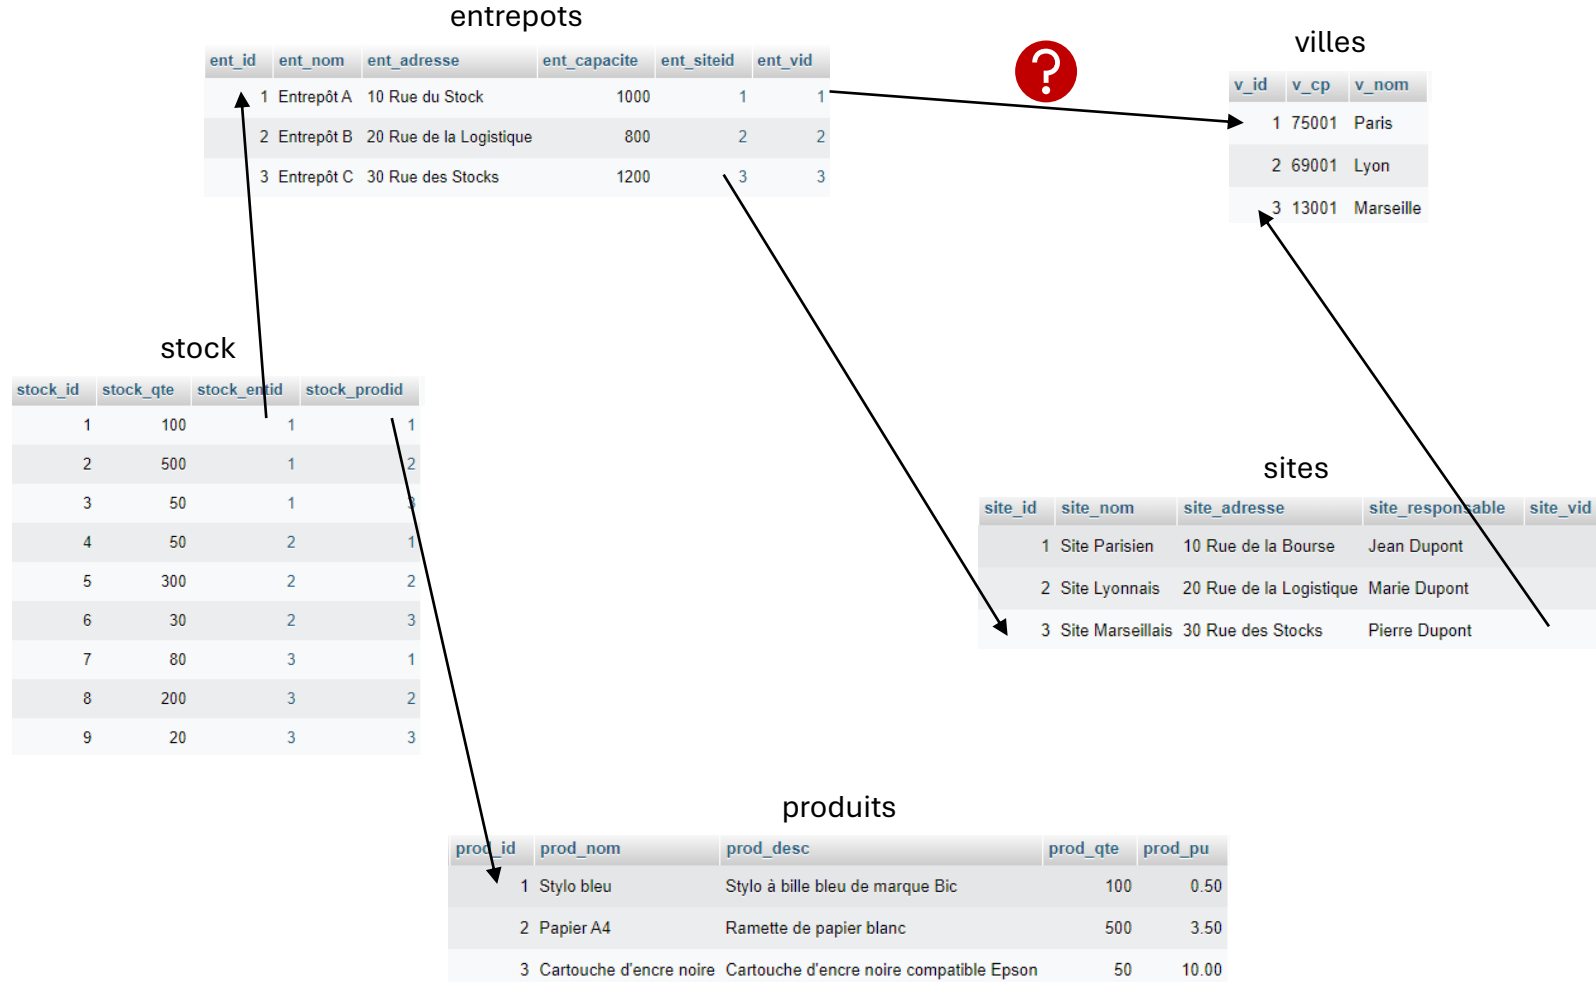 entrepots
ent_id ent_nom ent_adresse ent_capacite ent_siteid ent_vid
1 Entrepôt A 10 Rue du Stock 1000 1 1
2 Entrepôt B 20 Rue de la Logistique 800 2 2
3 Entrepôt C 30 Rue des Stocks 1200 3 3
?
villes
v_id v_cp v_nom
1 75001 Paris
2 69001 Lyon
3 13001 Marseille
stock
stock_id stock_qte stock_entid stock_prodid
1 100 1 1
2 500 1 2
3 50 1 3
4 50 2 1
5 300 2 2
6 30 2 3
7 80 3 1
8 200 3 2
9 20 3 3
sites
site_id site_nom site_adresse site_responsable site_vid
1 Site Parisien 10 Rue de la Bourse Jean Dupont
2 Site Lyonnais 20 Rue de la Logistique Marie Dupont
3 Site Marseillais 30 Rue des Stocks Pierre Dupont
produits
prod_id prod_nom prod_desc prod_qte prod_pu
1 Stylo bleu Stylo à bille bleu de marque Bic 100 0.50
2 Papier A4 Ramette de papier blanc 500 3.50
3 Cartouche d'encre noire Cartouche d'encre noire compatible Epson 50 10.00